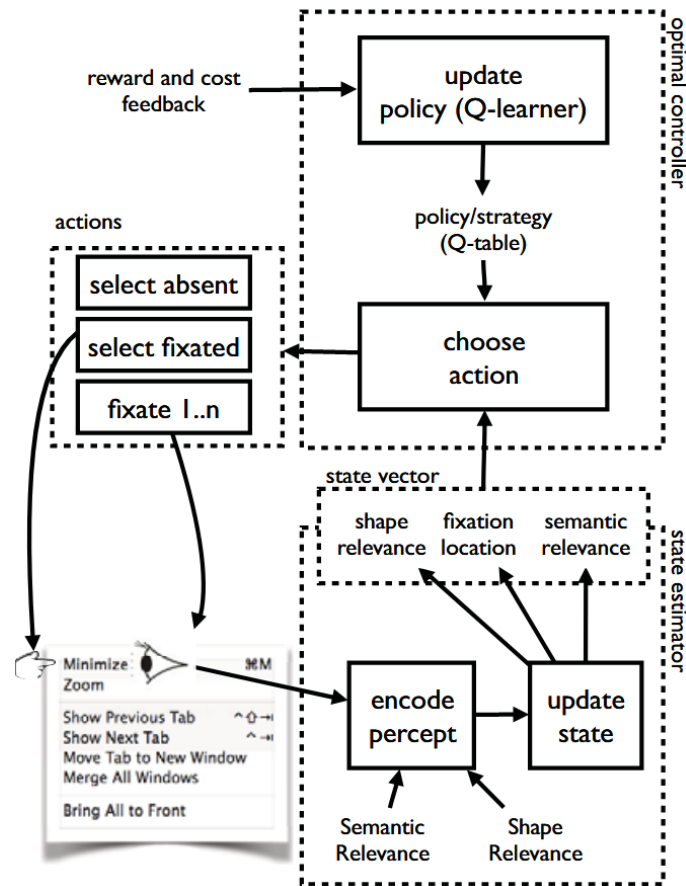 optimal controller
reward and cost
feedback
update
policy (Q-learner)
policy/strategy
(Q-table)
choose
action
actions
select absent
select fixated
fixate 1..n
state vector
shape
relevance
fixation
location
semantic
relevance
state estimator
encode
percept
update
state
Semantic
Relevance
Shape
Relevance
Minimize ⌘M
Zoom
Show Previous Tab ^⇧⇥
Show Next Tab ^⇥
Move Tab to New Window
Merge All Windows
Bring All to Front